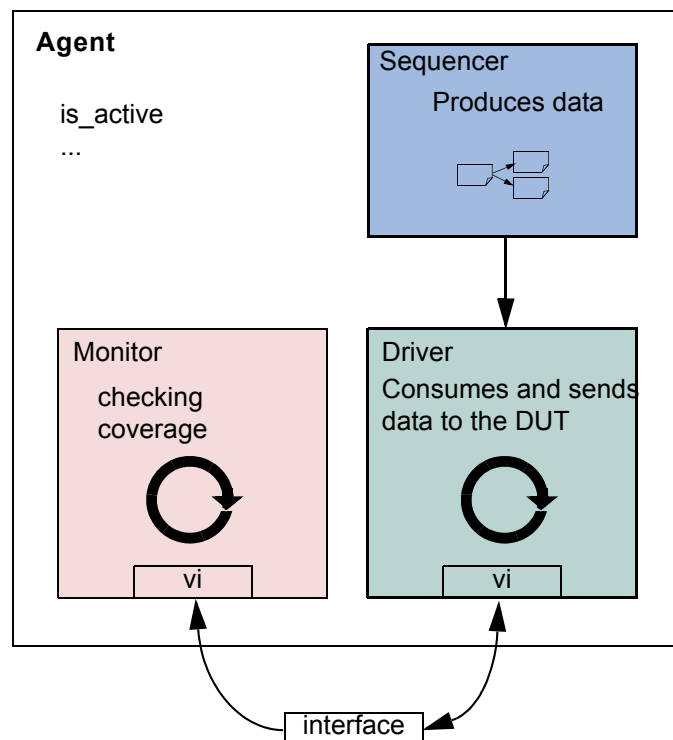 Agent
is_active
...
Sequencer
Produces data
Monitor
checking
coverage
vi
Driver
Consumes and sends
data to the DUT
vi
interface